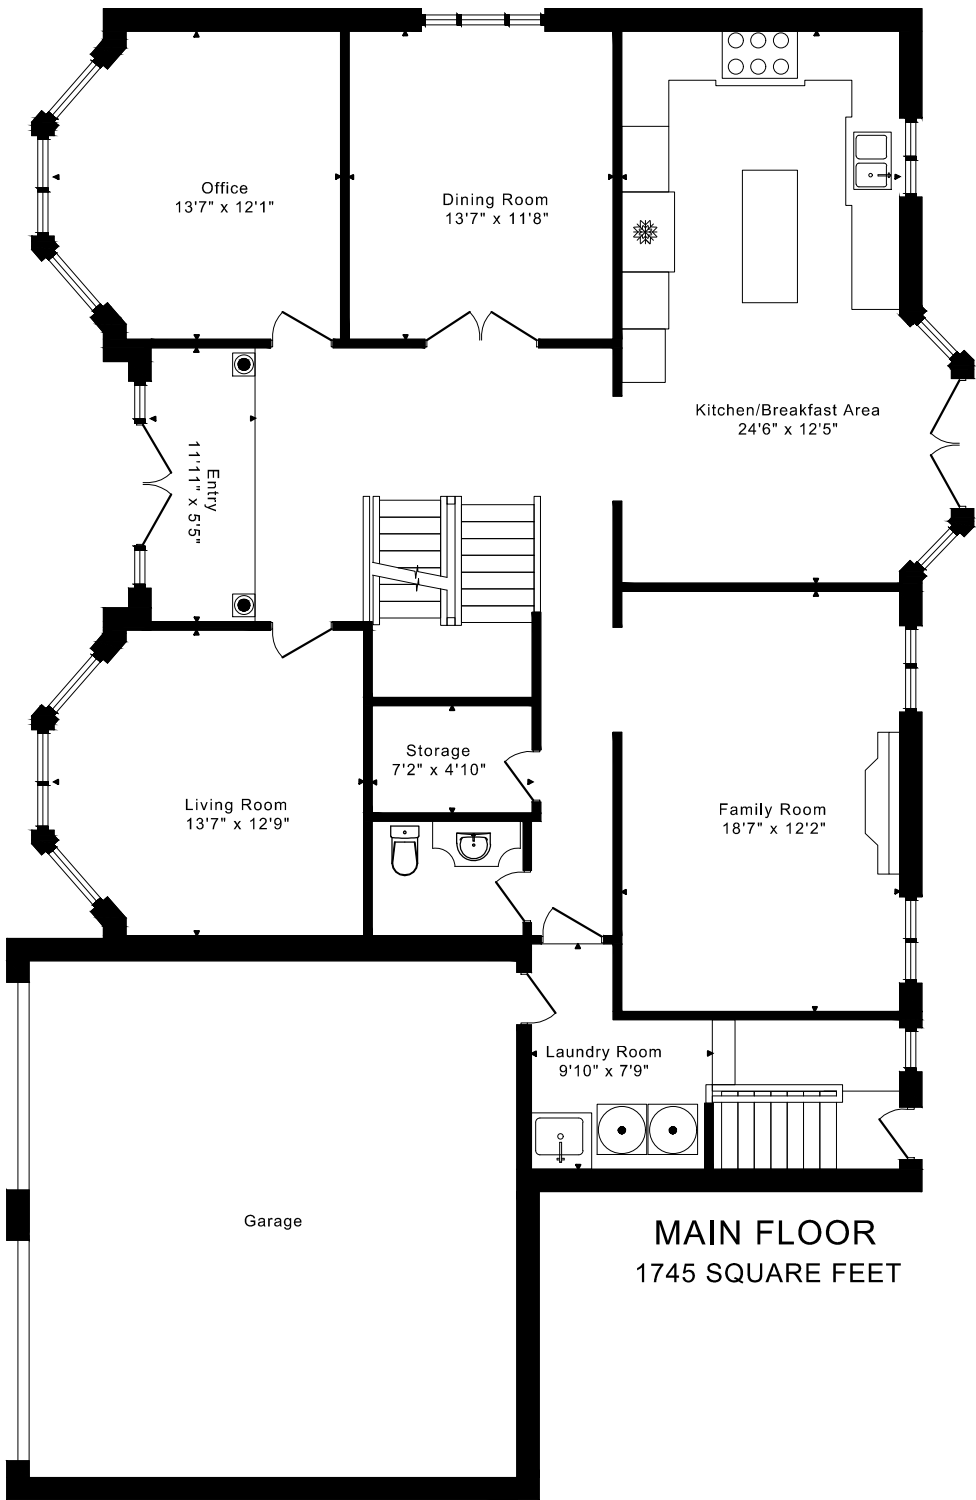 Office
13'7" x 12'1"
Dining Room
13'7" x 11'8"
Kitchen/Breakfast Area
24'6" x 12'5"
Entry
11'11" x 5'5"
Storage
7'2" x 4'10"
Living Room
13'7" x 12'9"
Family Room
18'7" x 12'2"
Laundry Room
9'10" x 7'9"
Garage
MAIN FLOOR
1745 SQUARE FEET